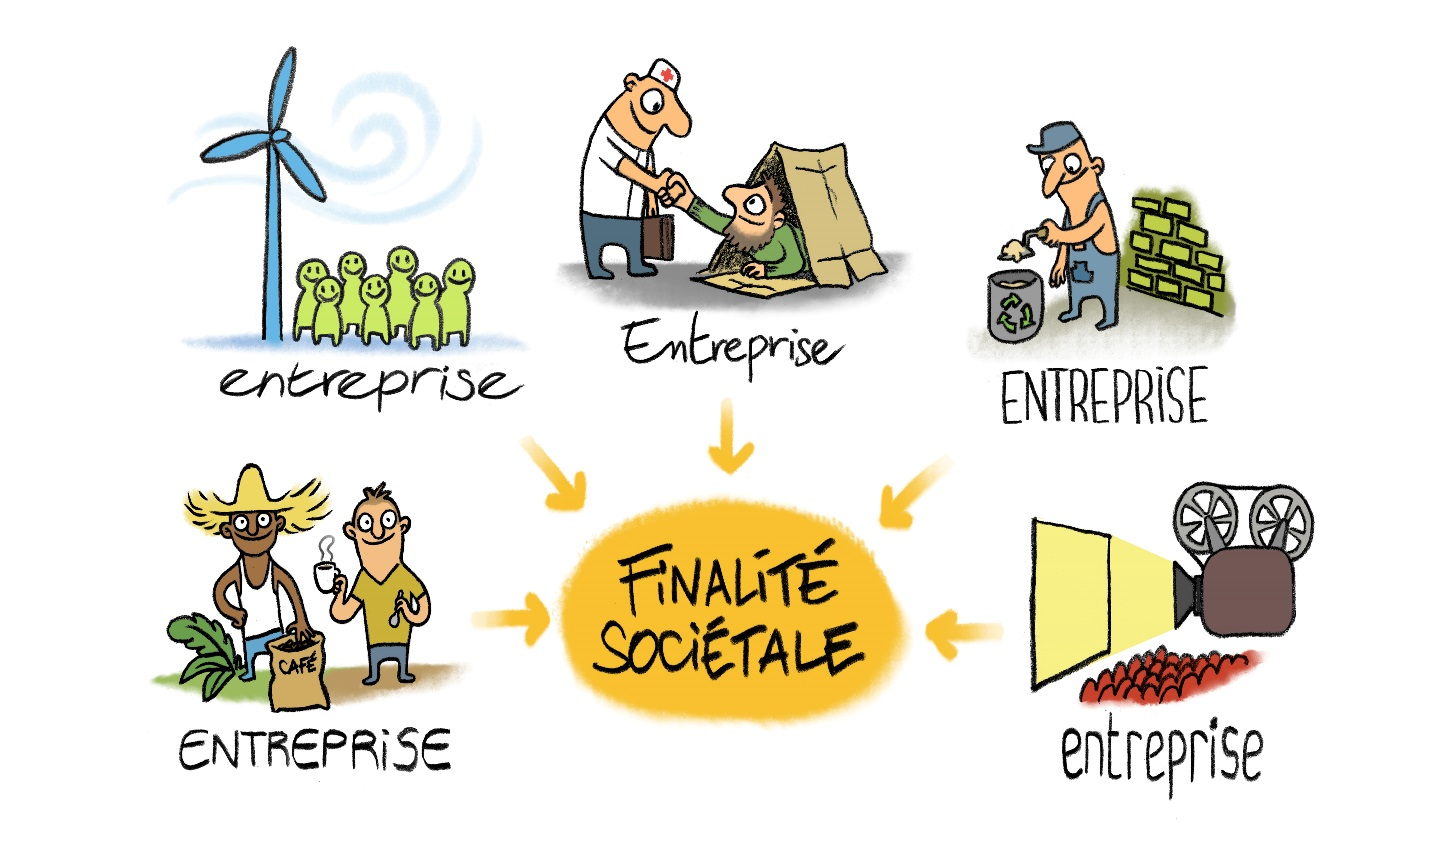 entreprise
Entreprise
ENTREPRiSE
FiNALiTÉ
SOCiÉTALE
CAFÉ
ENTREPRiSE
entreprise